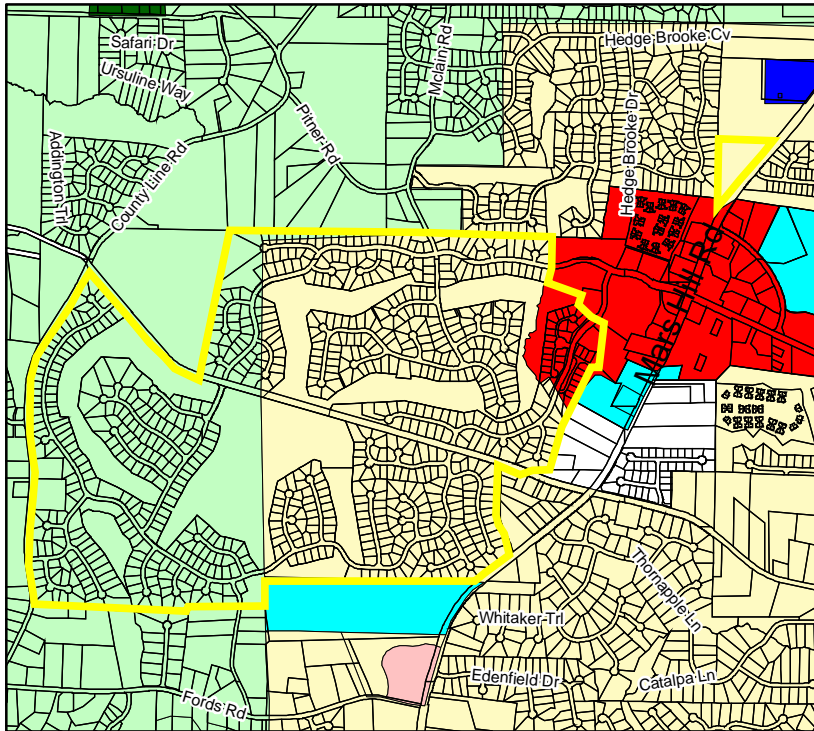 Safari Dr
Hedge Brooke Cv
Ursuline Way
Mclain Rd
Pitner Rd
Hedge Brooke Dr
Addington Trl
County Line Rd
Mars Hill Rd
Thornapple Ln
Whitaker Trl
Edenfield Dr
Catalpa Ln
Fords Rd